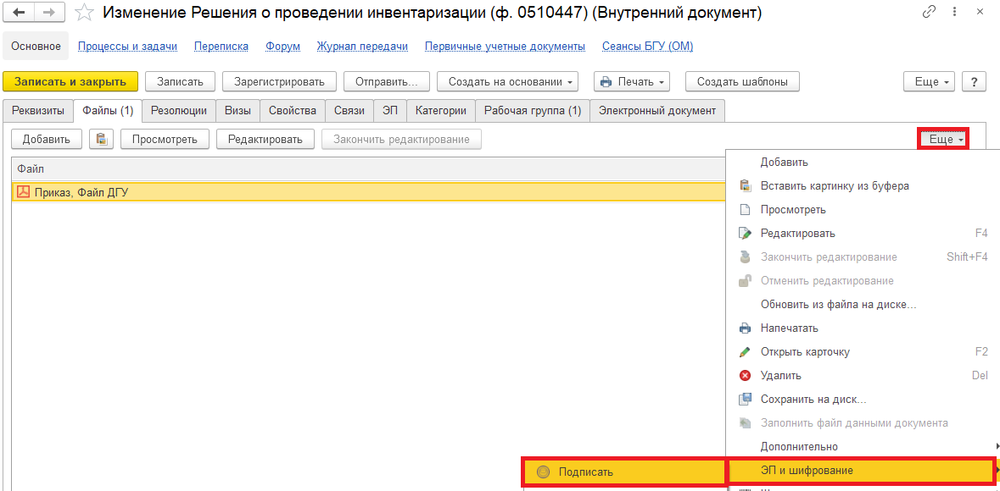 Изменение Решения о проведении инвентаризации (ф. 0510447) (Внутренний документ)
Основное Процессы и задачи Переписка Форум Журнал передачи Первичные учетные документы Сеансы БГУ (ОМ)
Записать и закрыть Записать Зарегистрировать Отправить... Создать на основании Печать Создать шаблоны Еще ?
Реквизиты Файлы (1) Резолюции Визы Свойства Связи ЭП Категории Рабочая группа (1) Электронный документ
Добавить Просмотреть Редактировать Закончить редактирование Еще
Файл
Приказ, Файл ДГУ
Добавить
Вставить картинку из буфера
Просмотреть
Редактировать F4
Закончить редактирование Shift+F4
Отменить редактирование
Обновить из файла на диске...
Напечатать
Открыть карточку F2
Удалить Del
Сохранить на диск...
Заполнить файл данными документа
Дополнительно
Подписать ЭП и шифрование